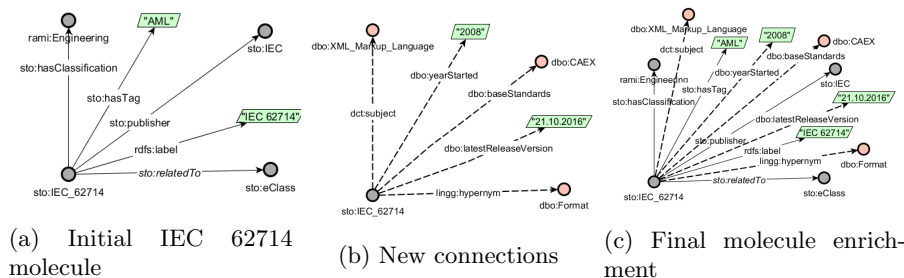 rami:Engineering
"AML"
sto:IEC
sto:hasClassification
sto:hasTag
sto:publisher
"IEC 62714"
rdfs:label
sto:relatedTo
sto:IEC_62714
sto:eClass
(a) Initial IEC 62714
molecule
dbo:XML_Markup_Language
"2008"
dbo:CAEX
dbo:yearStarted
dbo:baseStandards
dct:subject
"21.10.2016"
dbo:latestReleaseVersion
lingg:hypernym
sto:IEC_62714
dbo:Format
(b) New connections
dbo:XML_Markup_Language
"2008"
dct:subject
"AML"
dbo:CAEX
dbo:baseStandards
rami:Engineering
dbo:yearStarted
sto:IEC
sto:hasTag
sto:hasClassification
"21.10.2016"
dbo:latestReleaseVersion
sto:publisher
"IEC 62714"
rdfs:label
lingg:hypernym
dbo:Format
sto:relatedTo
sto:IEC_62714
sto:eClass
(c) Final molecule enrich-
ment